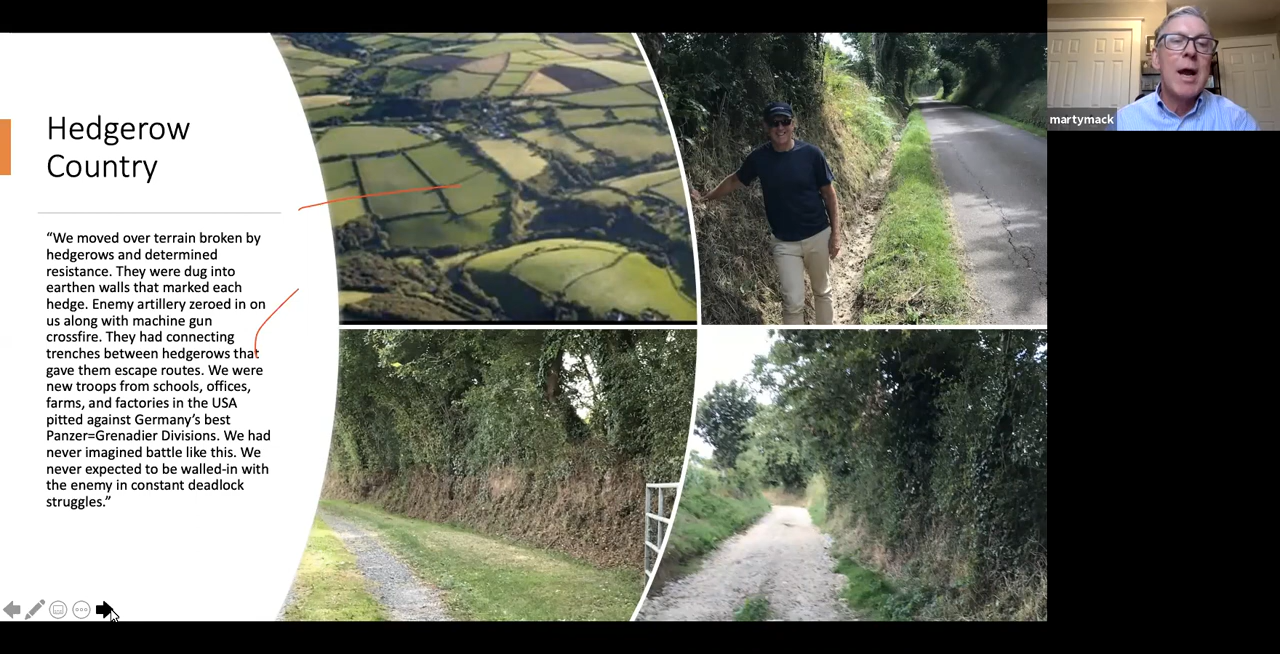 Hedgerow
Country
“We moved over terrain broken by
hedgerows and determined
resistance. They were dug into
earthen walls that marked each
hedge. Enemy artillery zeroed in on
us along with machine gun
crossfire. They had connecting
trenches between hedgerows that
gave them escape routes. We were
new troops from schools, offices,
farms, and factories in the USA
pitted against Germany’s best
Panzer=Grenadier Divisions. We had
never imagined battle like this. We
never expected to be walled-in with
the enemy in constant deadlock
struggles.”
martymack